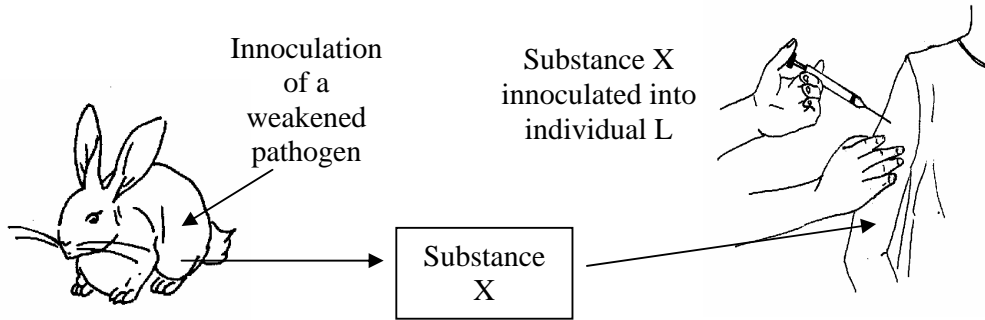 Innoculation
of a
weakened
pathogen
Substance X
innoculated into
individual L
Substance
X